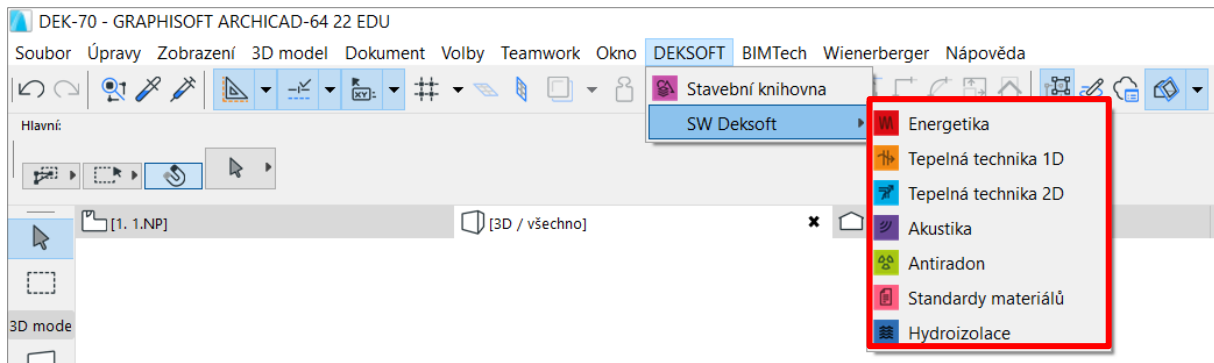 DEK-70 - GRAPHISOFT ARCHICAD-64 22 EDU
Soubor Úpravy Zobrazení 3D model Dokument Volby Teamwork Okno DEKSOFT BIMTech Wienerberger Nápověda
Stavební knihovna
SW Deksoft
Energetika
Tepelná technika 1D
Tepelná technika 2D
Akustika
Antiradon
Standardy materiálů
Hydroizolace
XY:
Hlavní:
[1. 1.NP]
[3D / všechno]
3D mode